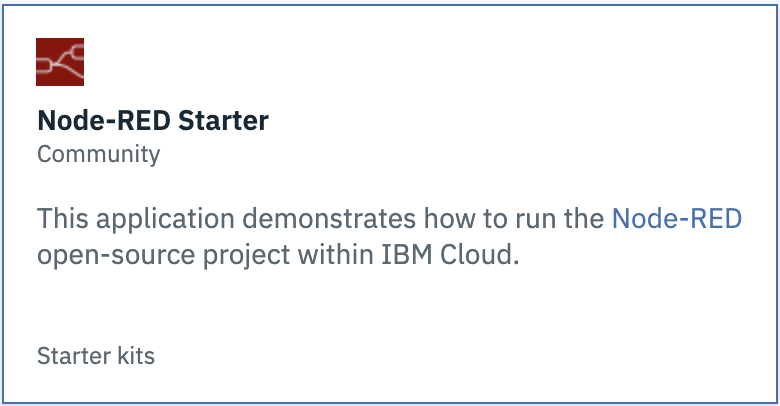 Node-RED Starter
Community
This application demonstrates how to run the Node-RED
open-source project within IBM Cloud.
Starter kits